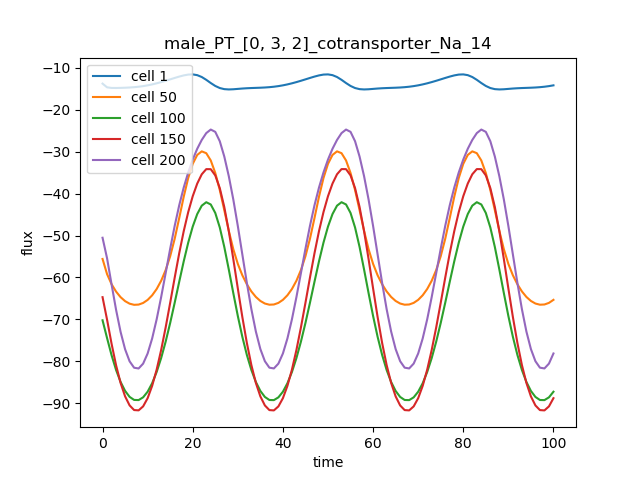 male_PT_[0, 3, 2]_cotransporter_Na_14
cell 1
cell 50
cell 100
cell 150
cell 200
flux
−10
−20
−30
−40
−50
−60
−70
−80
−90
0
20
40
60
80
100
time